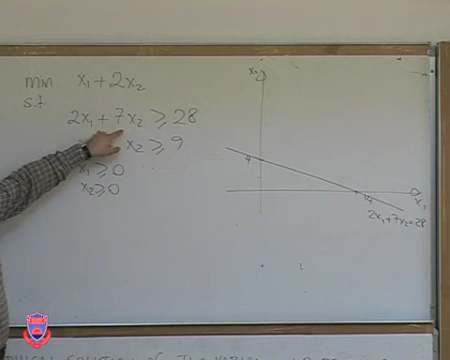 min x₁ + 2x₂
s.t
2x₁ + 7x₂ ≥ 28
x₂ ≥ 9
x₁ ≥ 0
x₂ ≥ 0
x₂
4
14
x₁
2x₁+7x₂=28